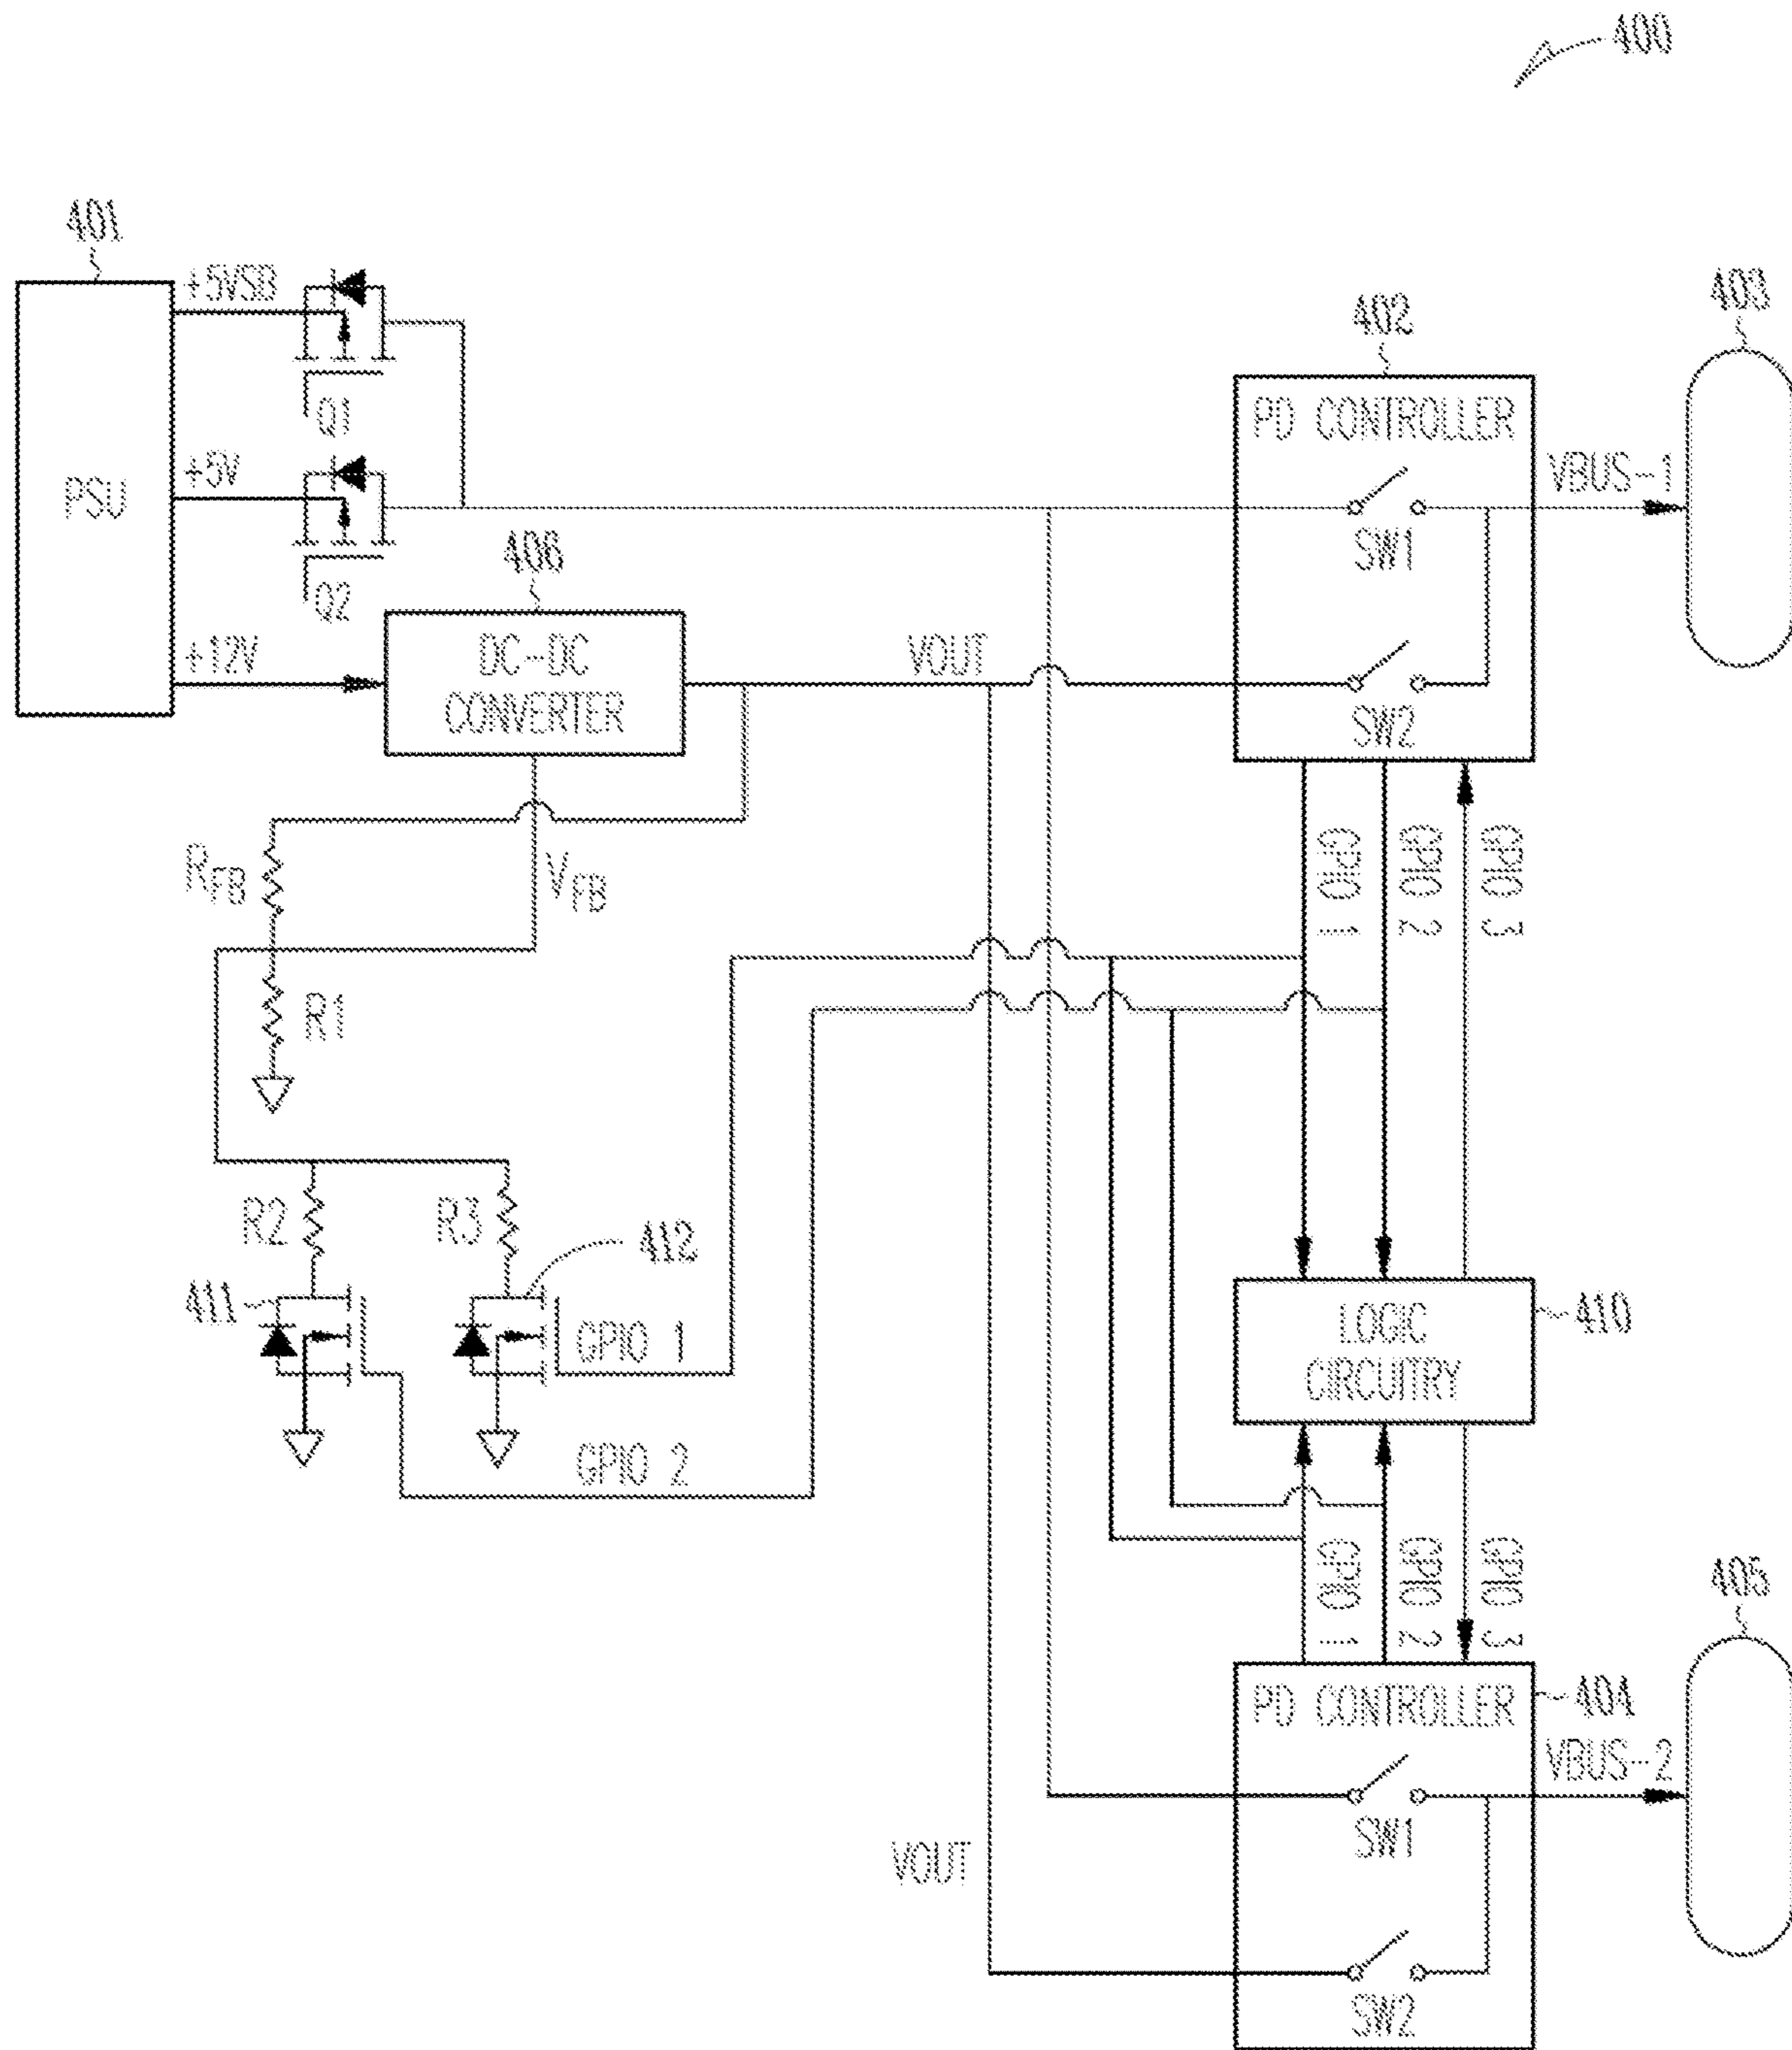 400
401
+5VSB
Q1
+5V
PSU
Q2
+12V
406
DC-DC
CONVERTER
VOUT
402
PD CONTROLLER
SW1
SW2
VBUS-1
403
RFB
VFB
R1
GPIO 1
GPIO 2
GPIO 3
R2
R3
411
412
GPIO 1
GPIO 2
LOGIC
CIRCUITRY
410
GPIO 1
GPIO 2
GPIO 3
PD CONTROLLER
404
VBUS-2
405
SW1
VOUT
SW2